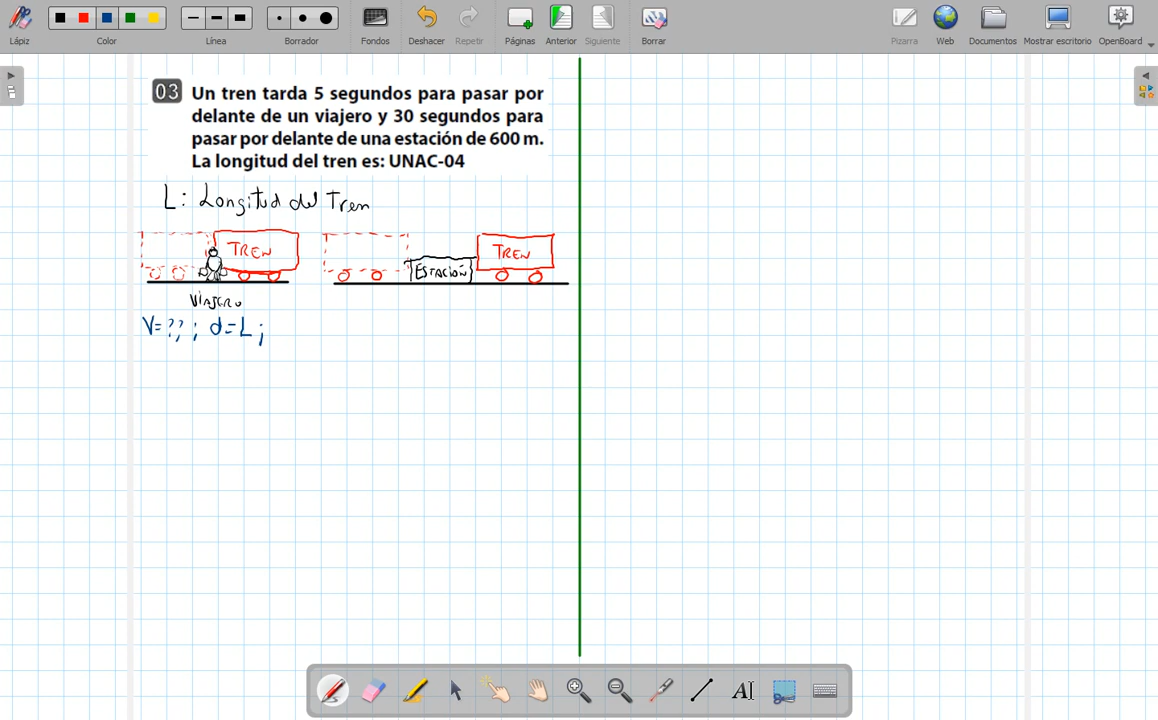 Lápiz
Color
Línea
Borrador
Fondos
Deshacer
Repetir
Páginas
Anterior
Siguiente
Borrar
Pizarra
Web
Documentos
Mostrar escritorio
OpenBoard
03 Un tren tarda 5 segundos para pasar por
delante de un viajero y 30 segundos para
pasar por delante de una estación de 600 m.
La longitud del tren es: UNAC-04
L: Longitud del Tren
TREN
ESTACIÓN
TREN
VIAJERO
V=?? ; d=L ;
AI